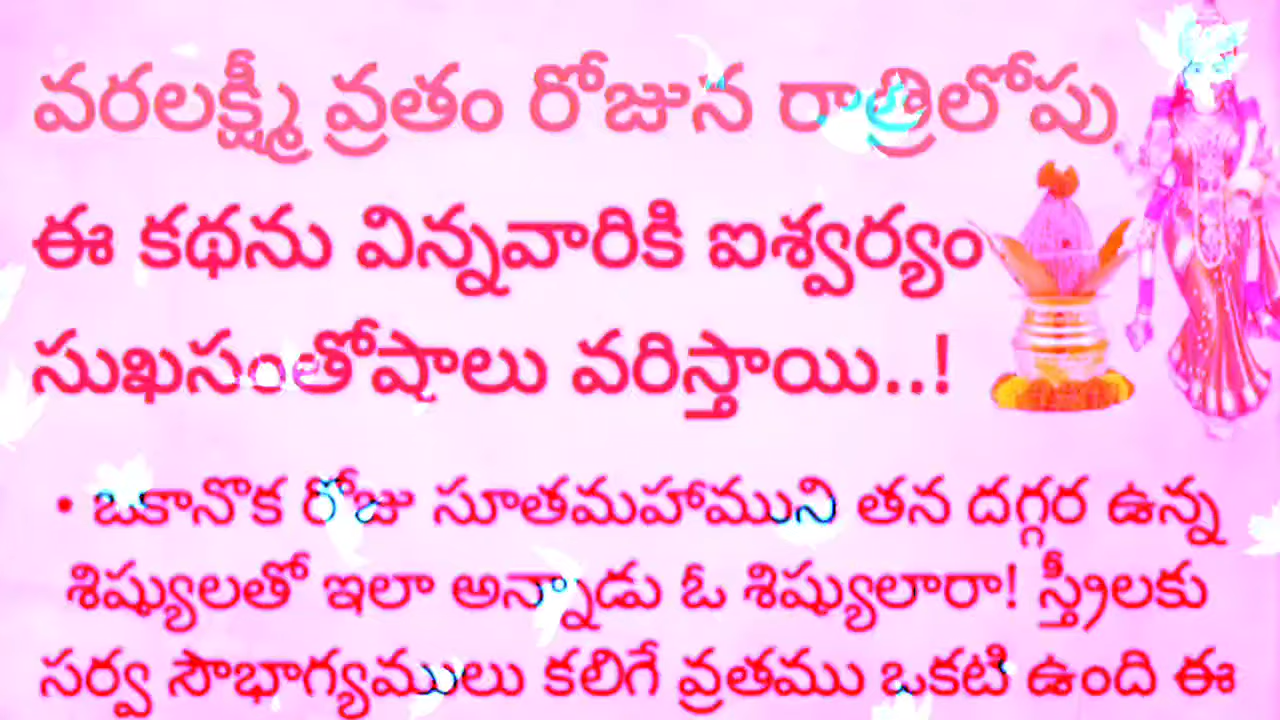 వరలక్ష్మీ వ్రతం రోజున రాత్రిలోపు
ఈ కథను విన్నవారికి ఐశ్వర్యం
సుఖసంతోషాలు వరిస్తాయి..!
• ఒకానొక రోజు సూతమహాముని తన దగ్గర ఉన్న
శిష్యులతో ఇలా అన్నాడు ఓ శిష్యులారా! స్త్రీలకు
సర్వ సౌభాగ్యములు కలిగే వ్రతము ఒకటి ఉంది ఈ